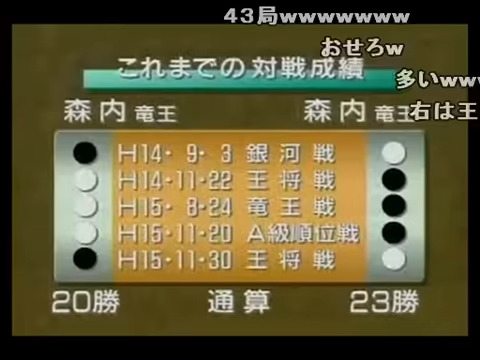 43局wwwwwww
おせろw
これまでの対戦成績
多いwww
森内 竜王 森内 竜王
右は王
H14・ 9・ 3 銀河戦
H14・11・22 王将戦
H15・ 8・24 竜王戦
H15・11・20 A級順位戦
H15・11・30 王将戦
20勝 通算 23勝